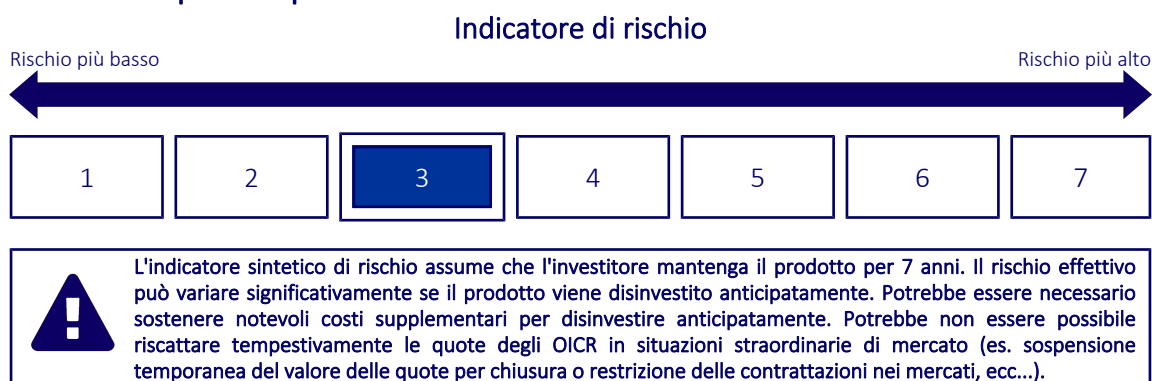 Indicatore di rischio
Rischio più basso
Rischio più alto
1 2 3 4 5 6 7
L'indicatore sintetico di rischio assume che l'investitore mantenga il prodotto per 7 anni. Il rischio effettivo
può variare significativamente se il prodotto viene disinvestito anticipatamente. Potrebbe essere necessario
sostenere notevoli costi supplementari per disinvestire anticipatamente. Potrebbe non essere possibile
riscattare tempestivamente le quote degli OICR in situazioni straordinarie di mercato (es. sospensione
temporanea del valore delle quote per chiusura o restrizione delle contrattazioni nei mercati, ecc...).